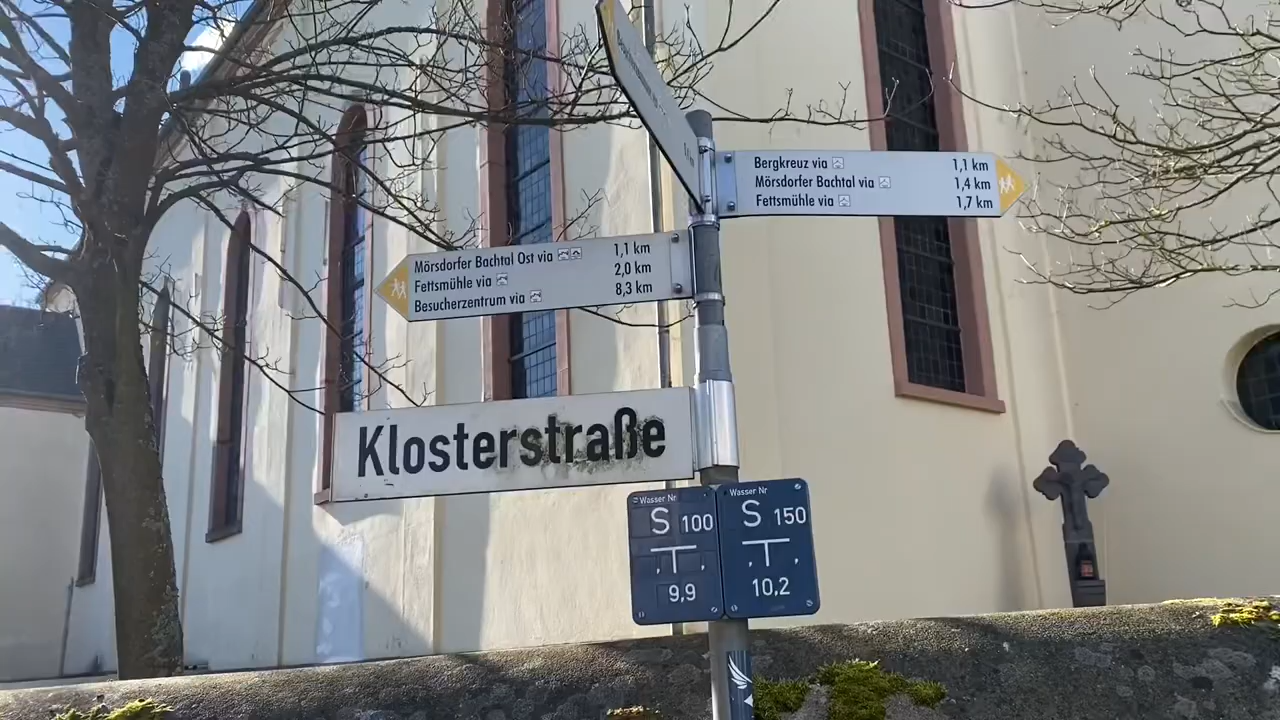 Bergkreuz via 1,1 km
Mörsdorfer Bachtal via 1,4 km
Fettsmühle via 1,7 km
Mörsdorfer Bachtal Ost via 1,1 km
Fettsmühle via 2,0 km
Besucherzentrum via 8,3 km
Klosterstraße
Wasser Nr
S 100
9,9
Wasser Nr
S 150
10,2